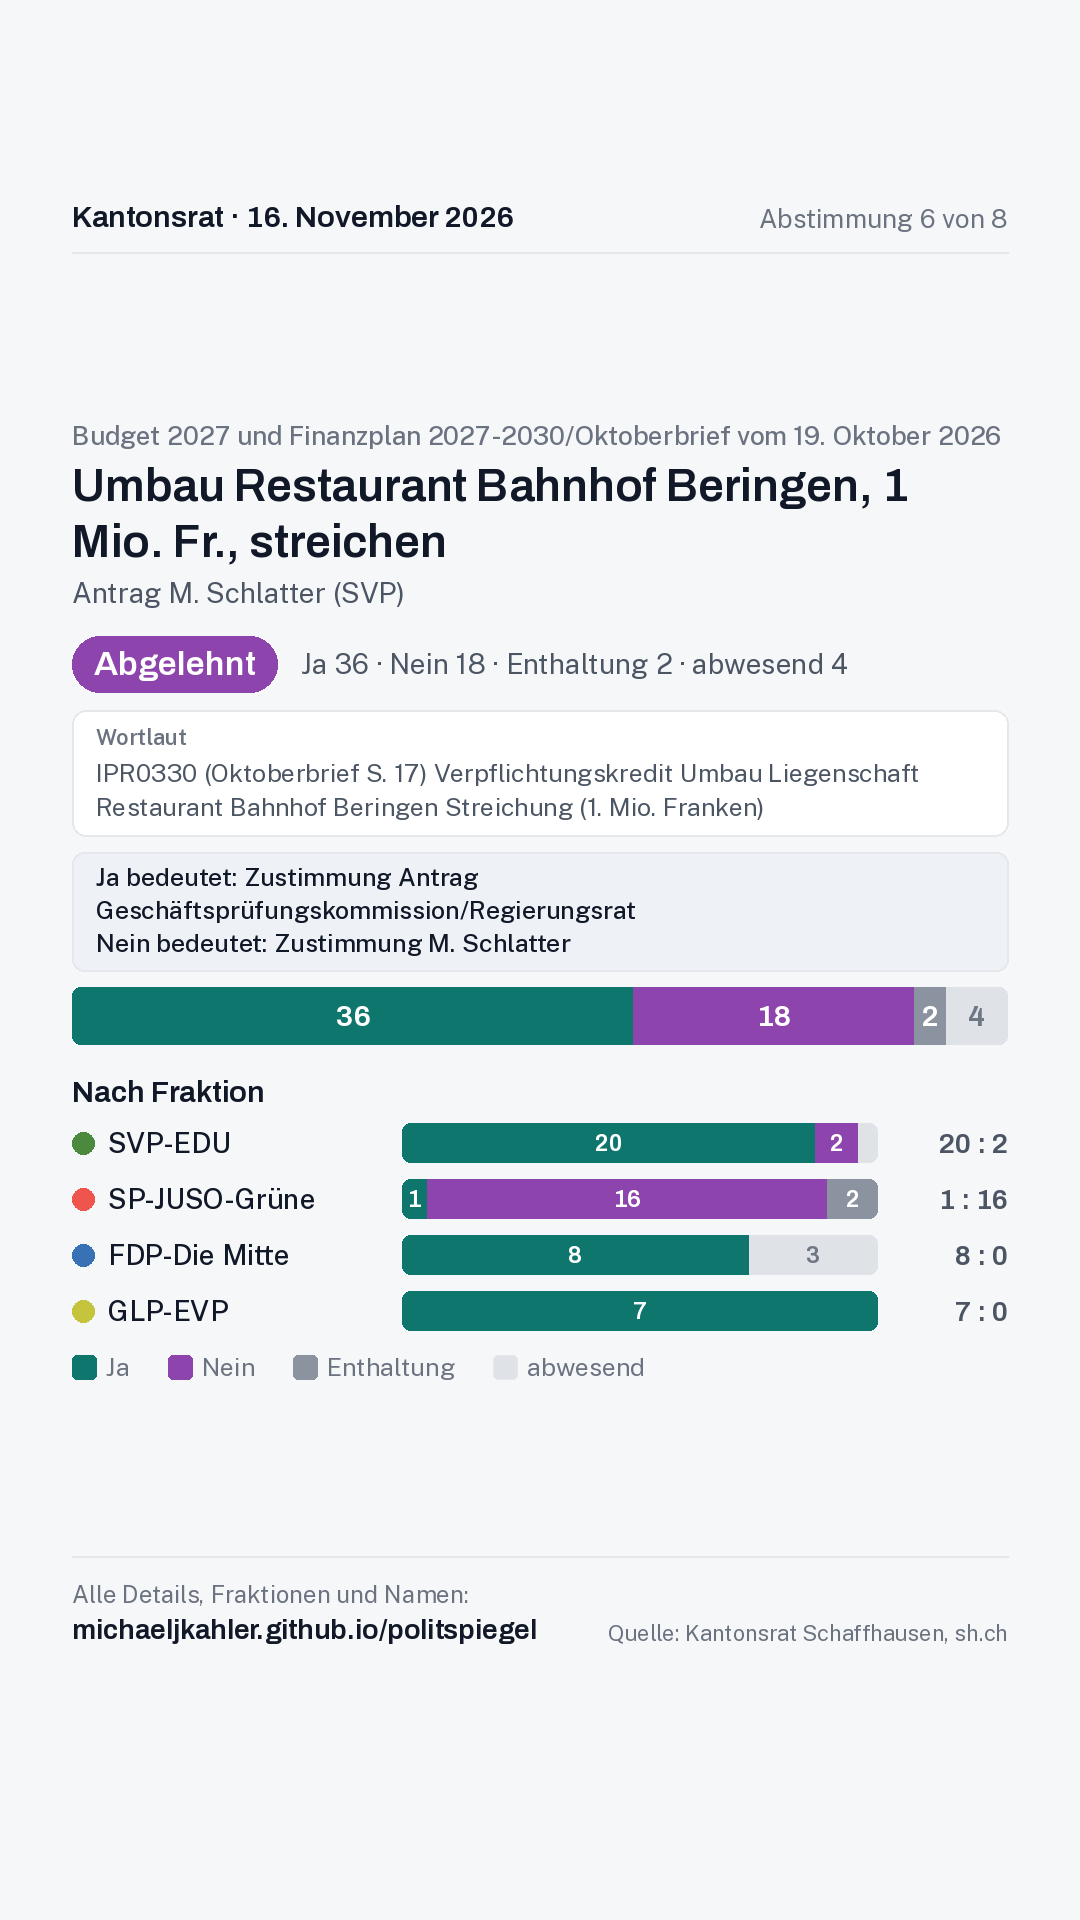 Kantonsrat · 16. November 2026
Abstimmung 6 von 8
Budget 2027 und Finanzplan 2027-2030/Oktoberbrief vom 19. Oktober 2026
Umbau Restaurant Bahnhof Beringen, 1
Mio. Fr., streichen
Antrag M. Schlatter (SVP)
Abgelehnt
Ja 36 · Nein 18 · Enthaltung 2 · abwesend 4
Wortlaut
IPR0330 (Oktoberbrief S. 17) Verpflichtungskredit Umbau Liegenschaft
Restaurant Bahnhof Beringen Streichung (1. Mio. Franken)
Ja bedeutet: Zustimmung Antrag
Geschäftsprüfungskommission/Regierungsrat
Nein bedeutet: Zustimmung M. Schlatter
36 18 2 4
Nach Fraktion
SVP-EDU 20 2 20 : 2
SP-JUSO-Grüne 1 16 2 1 : 16
FDP-Die Mitte 8 3 8 : 0
GLP-EVP 7 7 : 0
Ja Nein Enthaltung abwesend
Alle Details, Fraktionen und Namen:
michaeljkahler.github.io/politspiegel
Quelle: Kantonsrat Schaffhausen, sh.ch